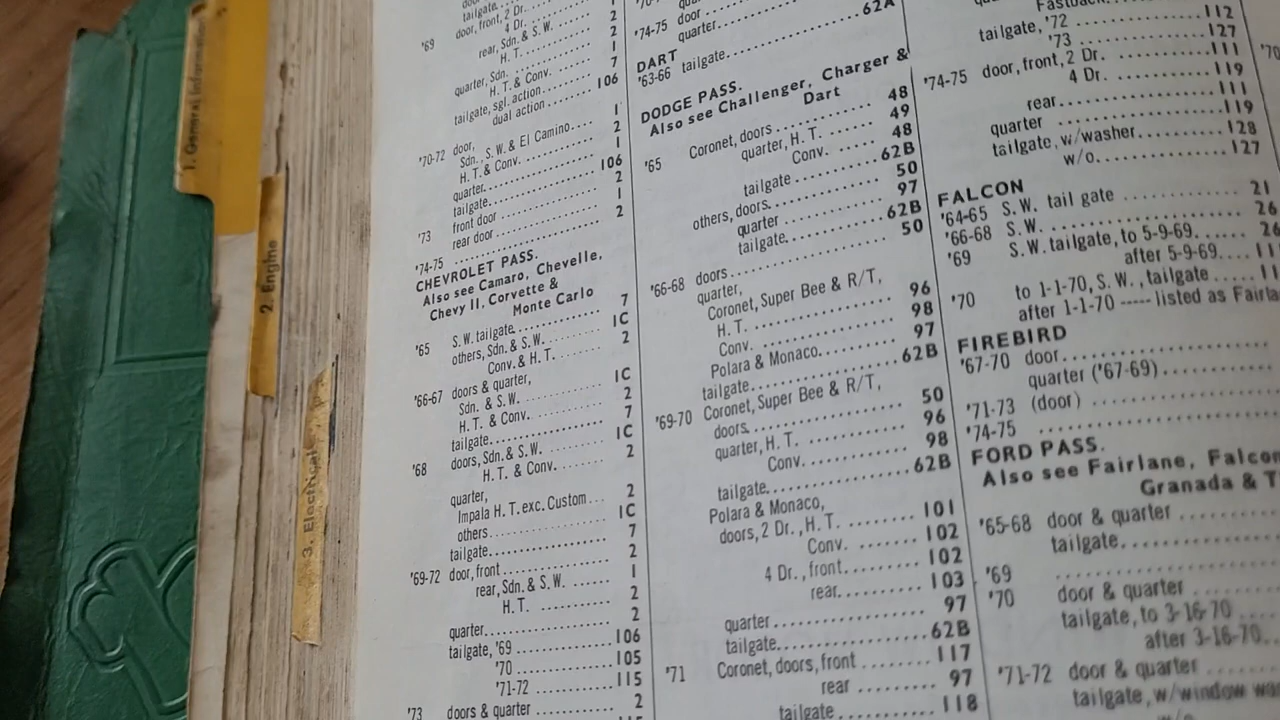 1. General Information
2. Engine
3. Electrical
tailgate
'69 door, front, 2 Dr.
4 Dr. 2
rear, Sdn. & S.W. 2
H. T. 2
quarter, Sdn. 1
H. T. & Conv. 7
tailgate, sgl. action 106
dual action
'70-72 door,
Sdn., S. W. & El Camino 1
H. T. & Conv. 2
quarter 1
tailgate 106
'73 front door 2
rear door 1
'74-75 2
CHEVROLET PASS.
Also see Camaro, Chevelle,
Chevy II, Corvette &
Monte Carlo
'65 S.W. tailgate 7
others, Sdn. & S.W. 1C
Conv. & H.T. 2
'66-67 doors & quarter,
Sdn. & S.W. 1C
H. T. & Conv. 2
tailgate 7
'68 doors, Sdn. & S.W. 1C
H. T. & Conv. 2
quarter,
Impala H. T. exc. Custom 2
others 1C
tailgate 7
'69-72 door, front 2
rear, Sdn. & S.W. 1
H. T. 2
quarter 2
tailgate, '69 106
'70 105
'71-72 115
'73 doors & quarter 2
'74-75 door
quarter 62A
DART
'63-66 tailgate
DODGE PASS.
Also see Challenger, Charger &
Dart
'65 Coronet, doors 48
quarter, H. T. 49
Conv. 48
tailgate 62B
others, doors 50
quarter 97
tailgate 62B
'66-68 doors 50
quarter,
Coronet, Super Bee & R/T,
H. T. 96
Conv. 98
Polara & Monaco 97
tailgate 62B
'69-70 Coronet, Super Bee & R/T,
doors 50
quarter, H. T. 96
Conv. 98
tailgate 62B
Polara & Monaco,
doors, 2 Dr., H. T. 101
Conv. 102
4 Dr., front 102
rear 103
quarter 97
tailgate 62B
'71 Coronet, doors, front 117
rear 97
tailgate 118
Fastback
tailgate, '72 112
'73 127
'74-75 door, front, 2 Dr. 111
4 Dr. 119
rear 111
quarter 119
tailgate, w/washer 128
w/o 127
FALCON
'64-65 S. W. tail gate 21
'66-68 S. W. 26
'69 S. W. tailgate, to 5-9-69 26
after 5-9-69
'70 to 1-1-70, S. W., tailgate
after 1-1-70 ----- listed as
FIREBIRD
'67-70 door
quarter ('67-69)
'71-73 (door)
'74-75
FORD PASS.
Also see Fairlane,
Granada &
'65-68 door & quarter
tailgate
'69
'70 door & quarter
tailgate, to 3-16-70
after 3-16-70
'71-72 door & quarter
tailgate, w/window